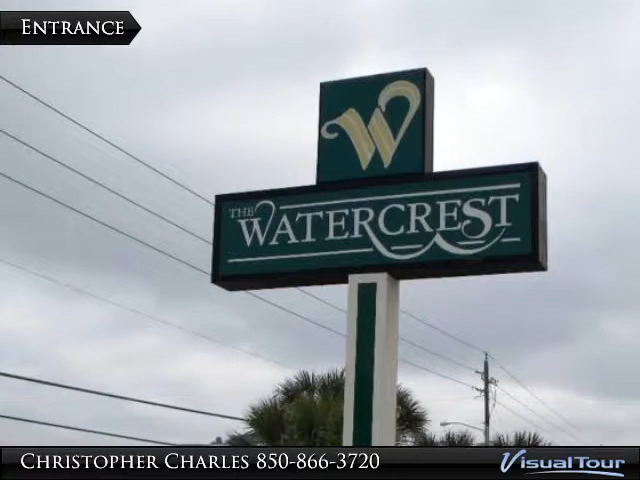 ENTRANCE
W
THE WATERCREST
CHRISTOPHER CHARLES 850-866-3720
VISUALTOUR